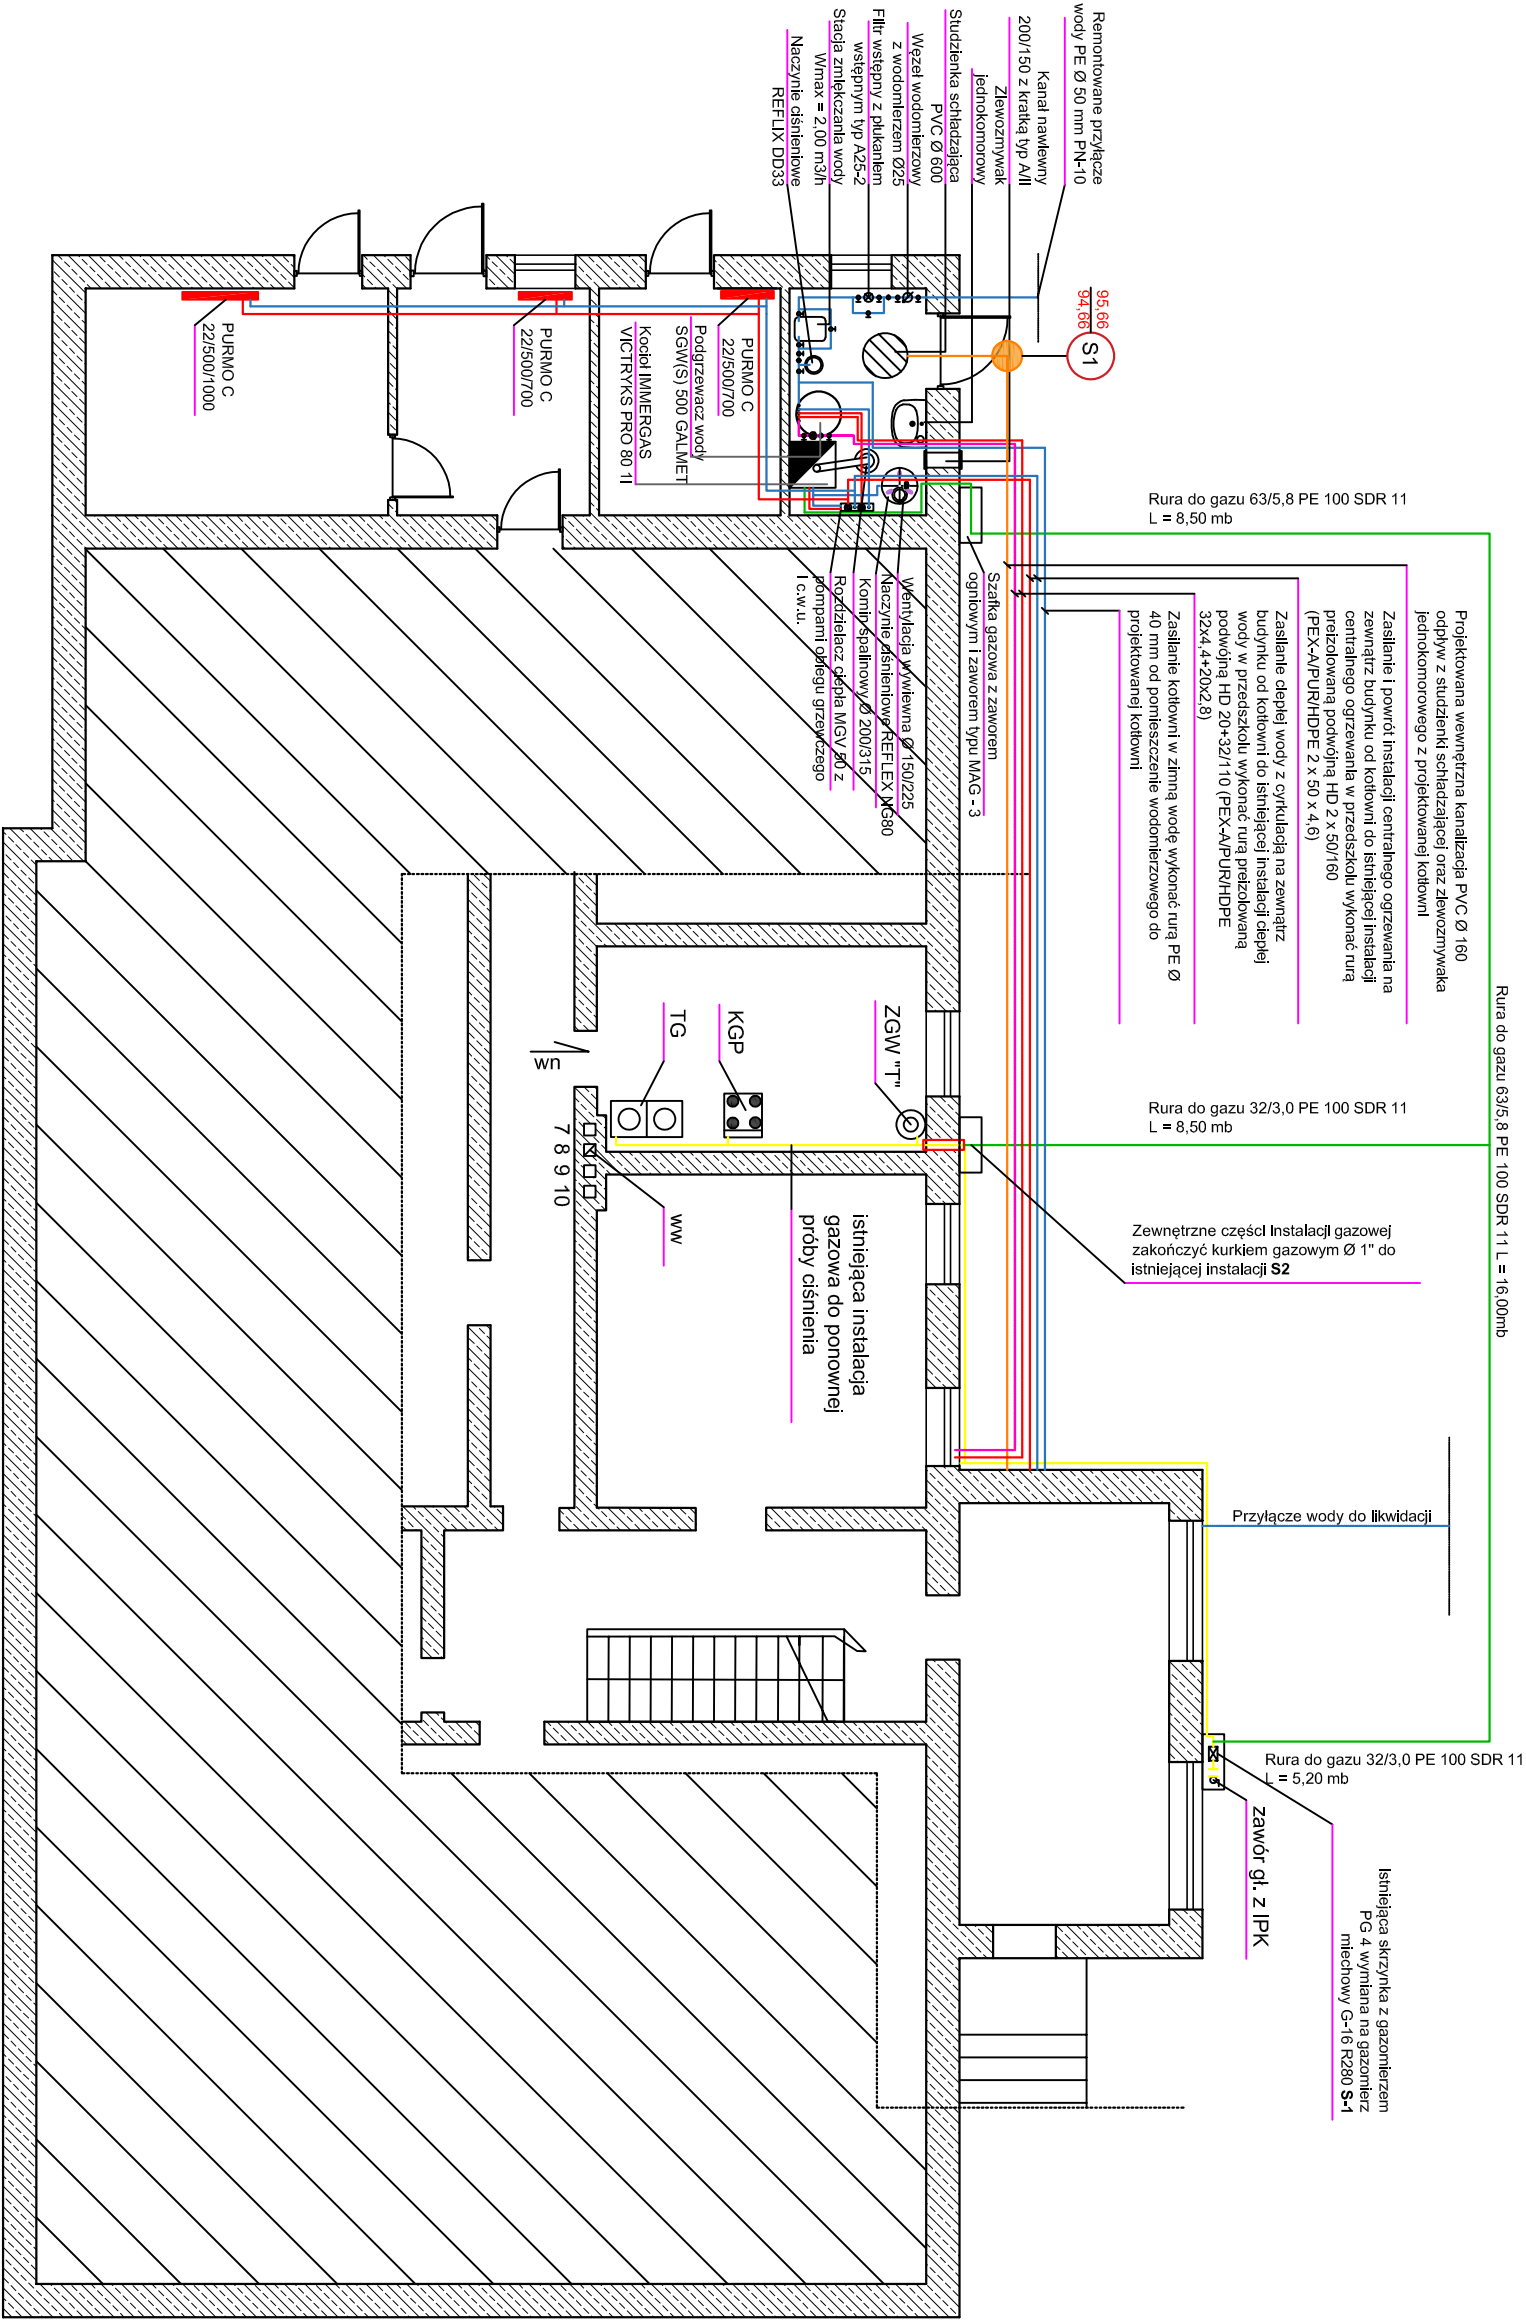 Remontowane przyłącze
wody PE Ø 50 mm PN-10
Kanał nawiewny
200/150 z kratką typ A/II
Zlewozmywak
jednokomorowy
Studzienka schładzająca
PVC Ø 600
Węzeł wodomierzowy
z wodomierzem Ø25
Filtr wstępny z płukaniem
wstępnym typ A25-2
Stacja zmiękczania wody
Wmax = 2,00 m3/h
Naczynie ciśnieniowe
REFLIX DD33
95,66
94,66
S1
PURMO C
22/500/1000
PURMO C
22/500/700
PURMO C
22/500/700
Podgrzewacz wody
SGW(S) 500 GALMET
Kocioł IMMERGAS
VICTRYKS PRO 80 1I
Rura do gazu 63/5,8 PE 100 SDR 11
L = 8,50 mb
Szafka gazowa z zaworem
ogniowym i zaworem typu MAG - 3
Wentylacja wywiewna Ø 150/225
Naczynie ciśnieniowe REFLEX NG80
Komin spalinowy Ø 200/315
Rozdzielacz ciepła MGV 80 z
pompami obiegu grzewczego
i c.w.u.
Projektowana wewnętrzna kanalizacja PVC Ø 160
odpływ z studzienki schładzającej oraz zlewozmywaka
jednokomorowego z projektowanej kotłowni
Zasilanie i powrót instalacji centralnego ogrzewania na
zewnątrz budynku od kotłowni do istniejącej instalacji
centralnego ogrzewania w przedszkolu wykonać rurą
preizolowaną podwójną HD 2 x 50/160
(PEX-A/PUR/HDPE 2 x 50 x 4,6)
Zasilanie ciepłej wody z cyrkulacją na zewnątrz
budynku od kotłowni do istniejącej instalacji ciepłej
wody w przedszkolu wykonać rurą preizolowaną
podwójną HD 20+32/110 (PEX-A/PUR/HDPE
32x4,4+20x2,8)
Zasilanie kotłowni w zimną wodę wykonać rurą PE Ø
40 mm od pomieszczenie wodomierzowego do
projektowanej kotłowni
Rura do gazu 63/5,8 PE 100 SDR 11 L = 16,00mb
Rura do gazu 32/3,0 PE 100 SDR 11
L = 8,50 mb
ZGW "T"
KGP
TG
wn
7 8 9 10
ww
istniejąca instalacja
gazowa do ponownej
próby ciśnienia
Zewnętrzne części instalacji gazowej
zakończyć kurkiem gazowym Ø 1" do
istniejącej instalacji S2
Przyłącze wody do likwidacji
Rura do gazu 32/3,0 PE 100 SDR 11
L = 5,20 mb
zawór gł. z IPK
Istniejąca skrzynka z gazomierzem
PG 4 wymiana na gazomierz
miechowy G-16 R280 S-1